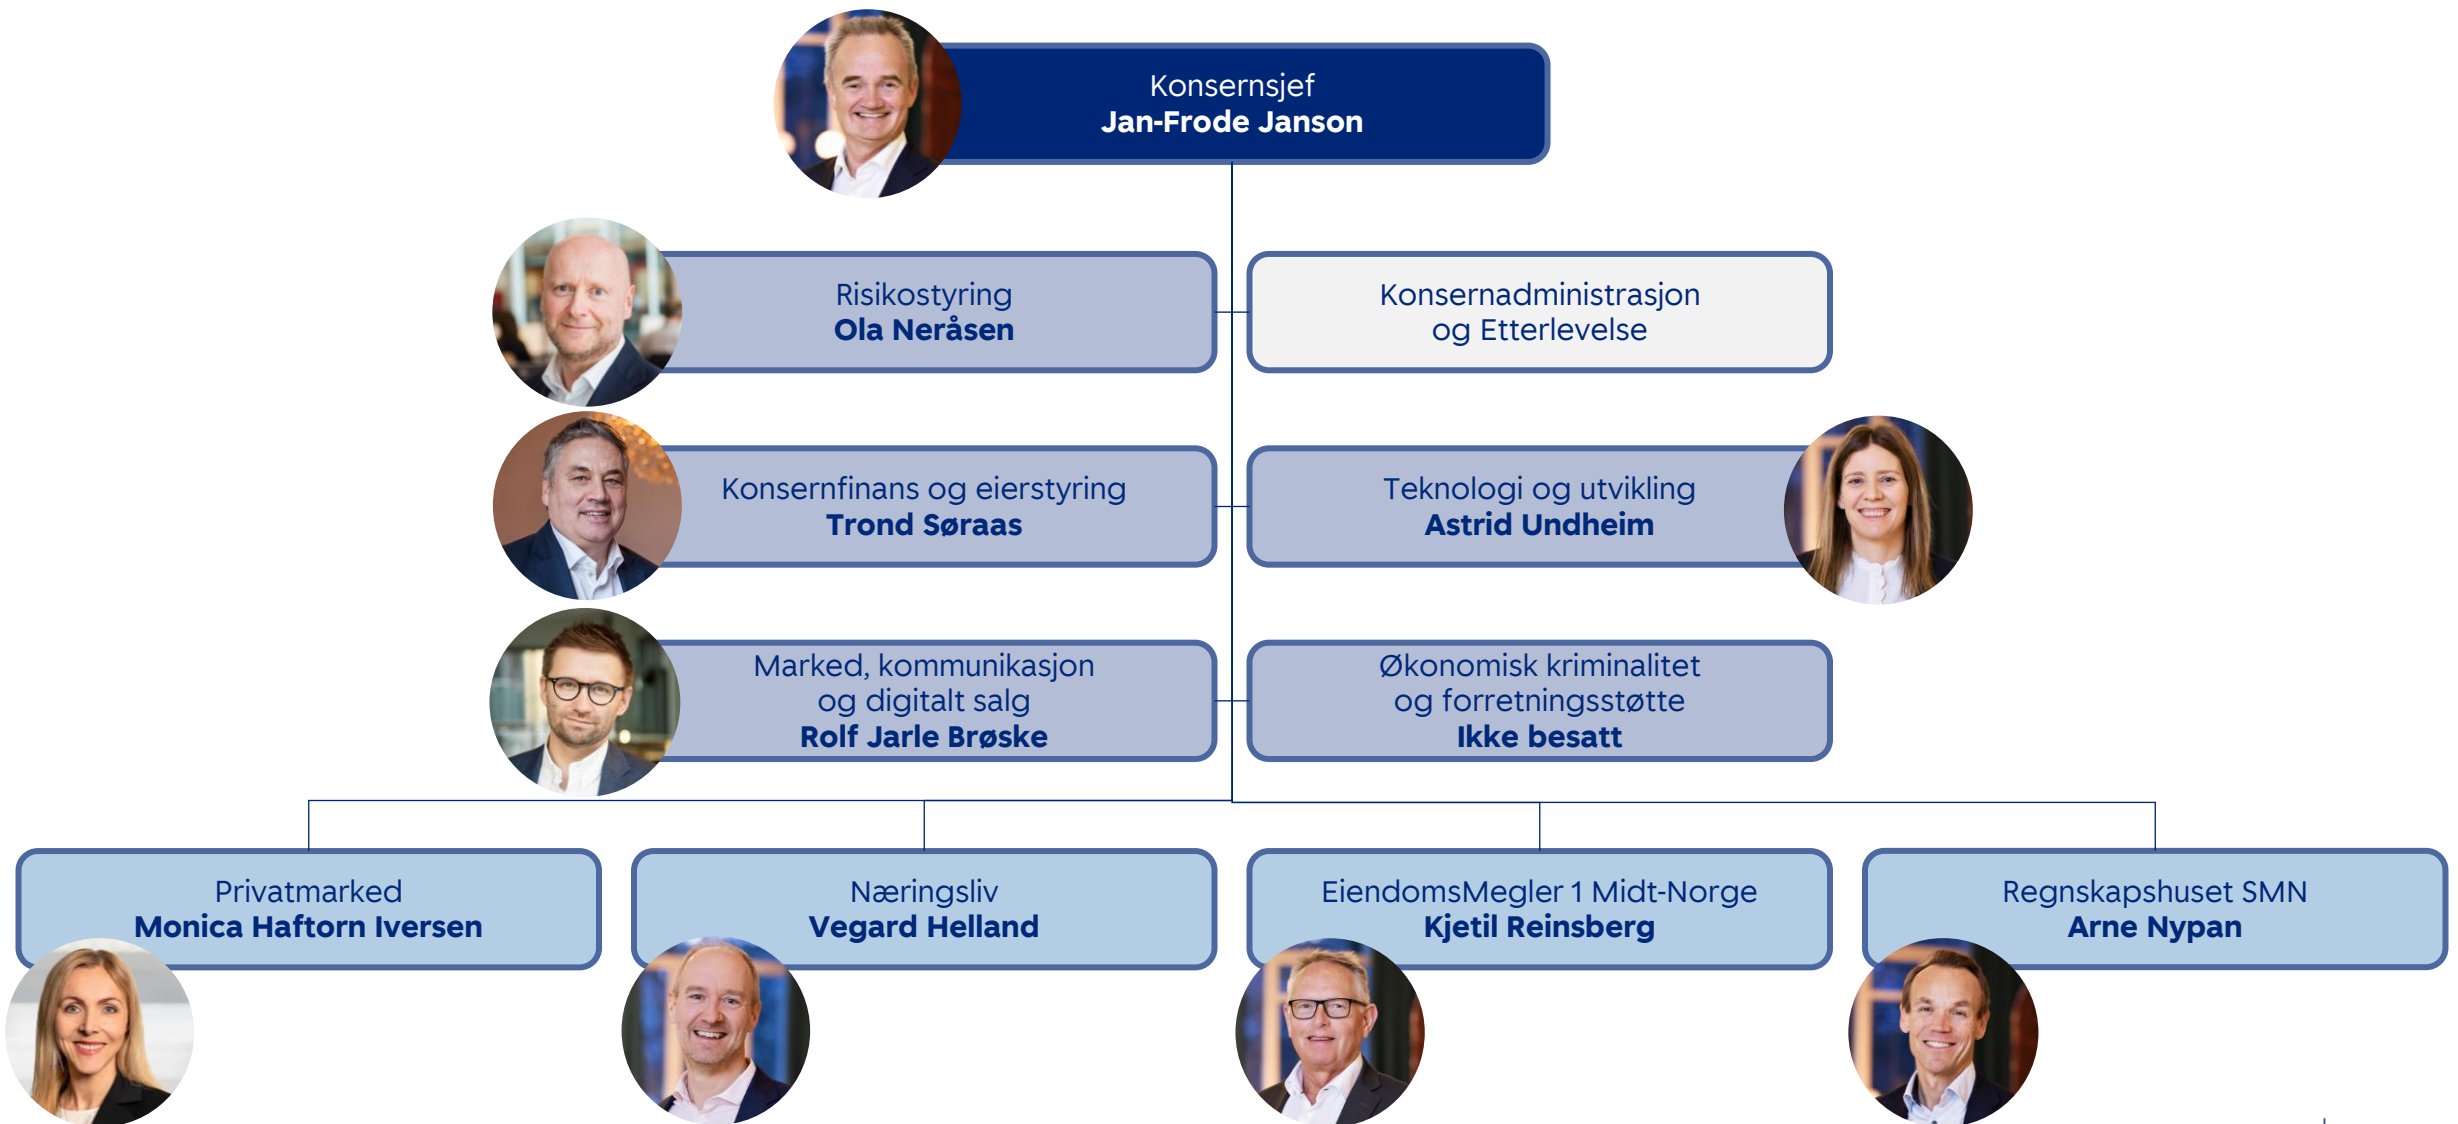 Konsernsjef
Jan-Frode Janson
Risikostyring
Ola Neråsen
Konsernadministrasjon
og Etterlevelse
Konsernfinans og eierstyring
Trond Søraas
Teknologi og utvikling
Astrid Undheim
Marked, kommunikasjon
og digitalt salg
Rolf Jarle Brøske
Økonomisk kriminalitet
og forretningsstøtte
Ikke besatt
Privatmarked
Monica Haftorn Iversen
Næringsliv
Vegard Helland
EiendomsMegler 1 Midt-Norge
Kjetil Reinsberg
Regnskapshuset SMN
Arne Nypan